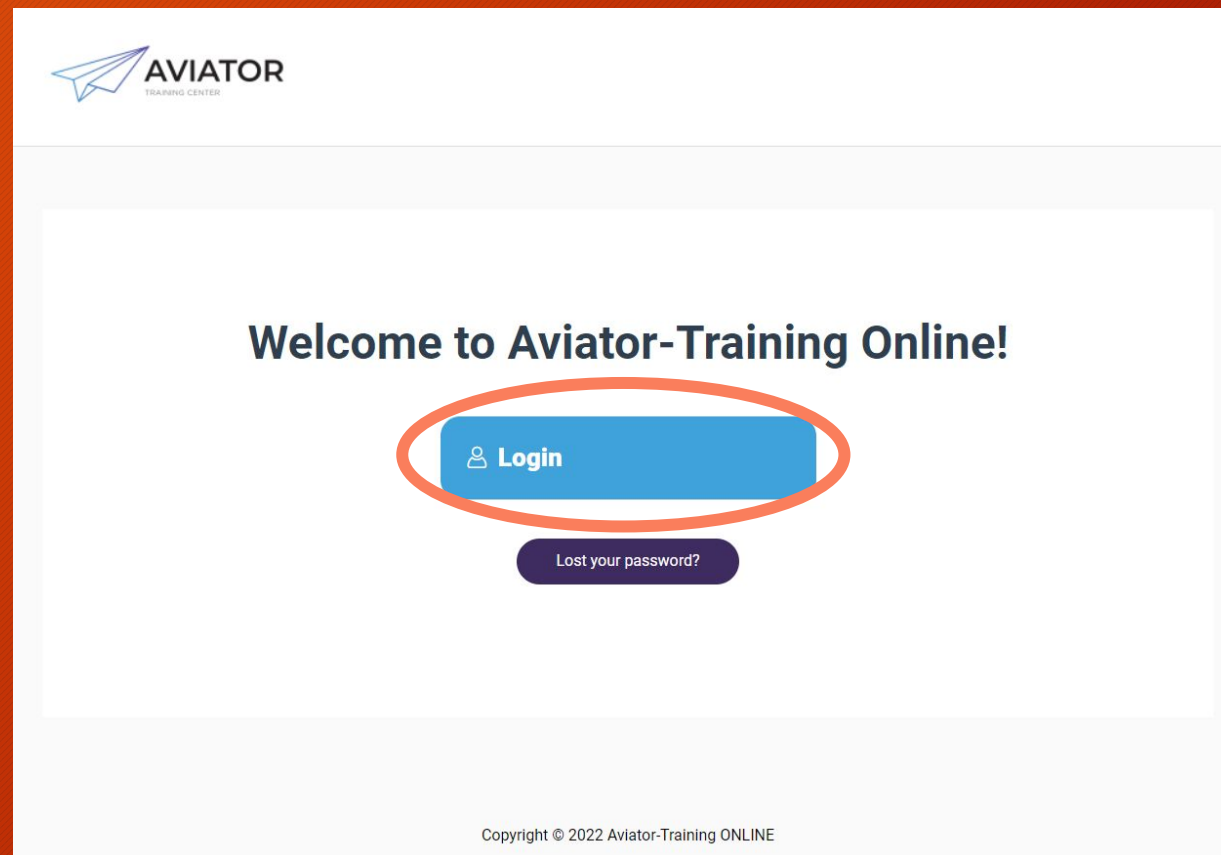 AVIATOR
TRAINING CENTER
Welcome to Aviator-Training Online!
Login
Lost your password?
Copyright © 2022 Aviator-Training ONLINE